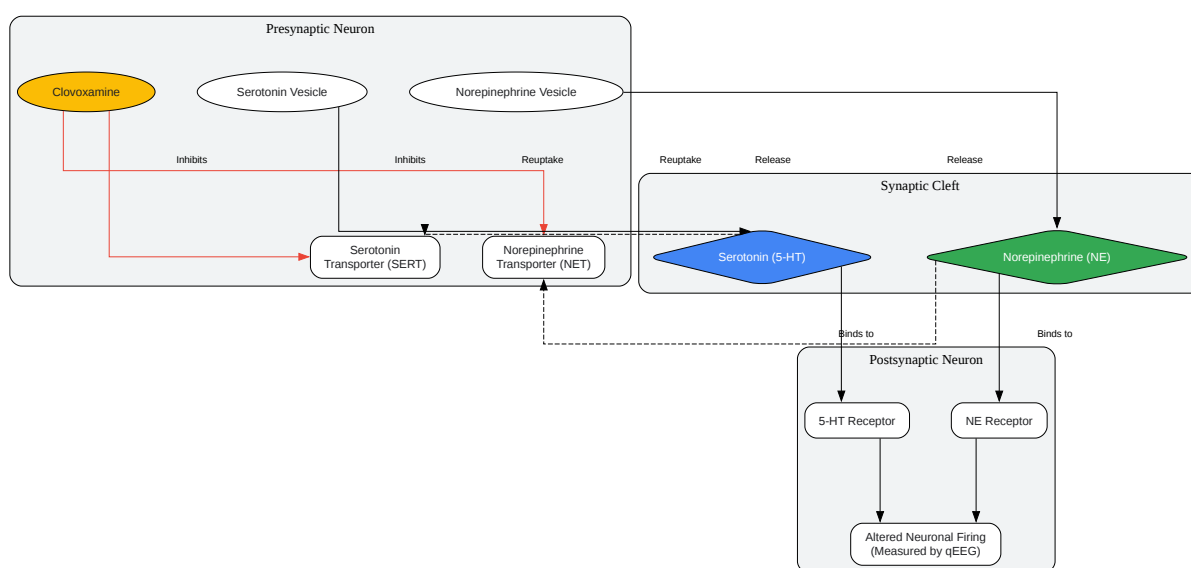 Presynaptic Neuron
Clovoxamine
Serotonin Vesicle
Norepinephrine Vesicle
Inhibits
Inhibits
Reuptake
Reuptake
Release
Release
Synaptic Cleft
Serotonin
Transporter (SERT)
Norepinephrine
Transporter (NET)
Serotonin (5-HT)
Norepinephrine (NE)
Binds to
Binds to
Postsynaptic Neuron
5-HT Receptor
NE Receptor
Altered Neuronal Firing
(Measured by qEEG)